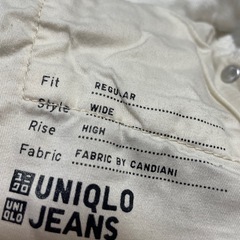 Fit REGULAR
Style WIDE
Rise HIGH
Fabric FABRIC BY CANDIANI
ユニクロ UNIQLO
UNIQLO JEANS